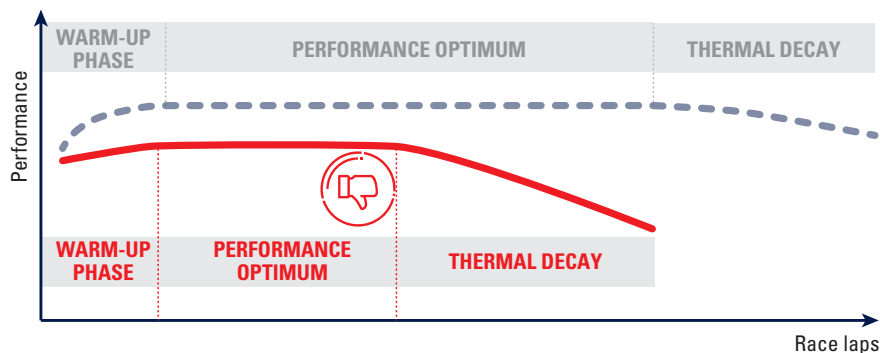 WARM-UP
PHASE
PERFORMANCE OPTIMUM
THERMAL DECAY
Performance
WARM-UP
PHASE
PERFORMANCE
OPTIMUM
THERMAL DECAY
Race laps